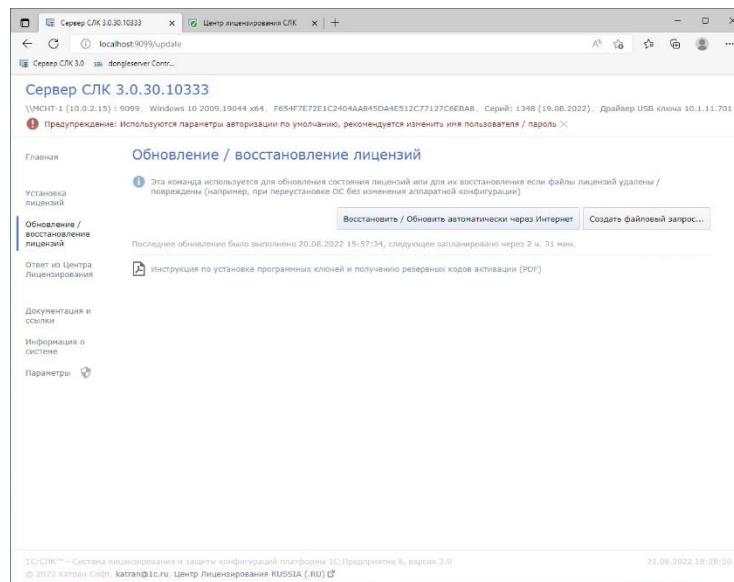 Сервер СЛК 3.0.30.10333
Центр лицензирования СЛК
localhost:9099/update
Сервер СЛК 3.0
dongleserver Contr...
Сервер СЛК 3.0.30.10333
\\МСНТ-1 (10.0.2.15) : 9099, Windows 10 2009.19044 x64, F654F7E72E1C2404AA845DA4E512C77127C6EBAB, Серий: 1348 (19.08.2022), Драйвер USB ключа 10.1.11.701
Предупреждение: Используются параметры авторизации по умолчанию, рекомендуется изменить имя пользователя / пароль
Главная
Установка
лицензий
Обновление /
восстановление
лицензий
Ответ из Центра
Лицензирования
Документация и
ссылки
Информация о
системе
Параметры
Обновление / восстановление лицензий
Эта команда используется для обновления состояния лицензий или для их восстановления если файлы лицензий удалены /
повреждены (например, при переустановке ОС без изменения аппаратной конфигурации)
Восстановить / Обновить автоматически через Интернет
Создать файловый запрос...
Последнее обновление было выполнено 20.08.2022 15:57:34, следующее запланировано через 2 ч. 31 мин.
Инструкция по установке программных ключей и получению резервных кодов активации (PDF)
1С:СЛК™ - Система лицензирования и защиты конфигураций платформы 1С:Предприятие 8, версия 3.0
21.08.2022 18:28:50
© 2022 Катран Софт, katran@1c.ru, Центр Лицензирования RUSSIA (.RU)